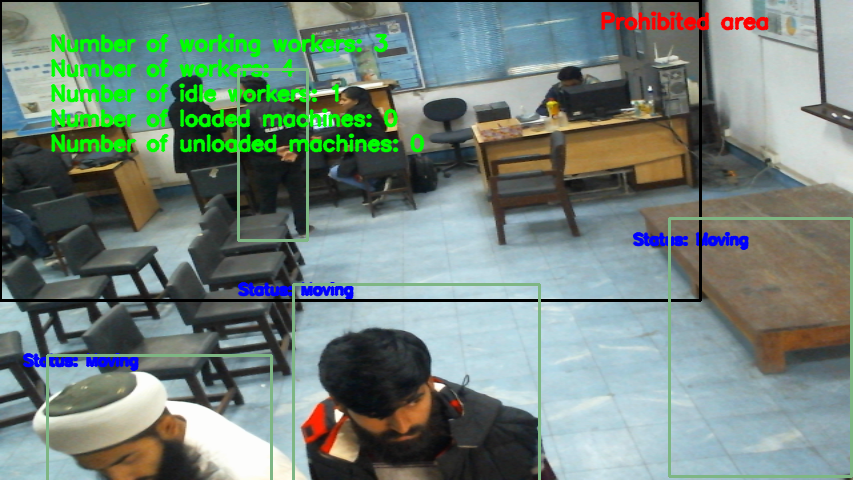 Prohibited area
Number of working workers: 3
Number of workers: 4
Number of idle workers: 1
Number of loaded machines: 0
Number of unloaded machines: 0
Status: Moving
Status: Moving
Status: Moving